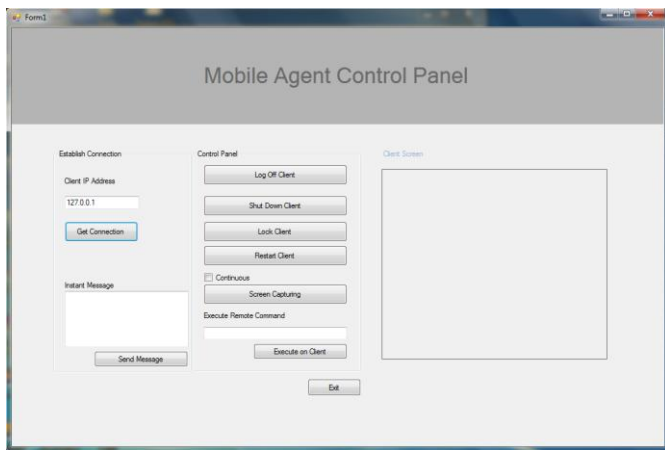 Form1
Mobile Agent Control Panel
Establish Connection
Client IP Address
127.0.0.1
Get Connection
Instant Message
Send Message
Control Panel
Log Off Client
Shut Down Client
Lock Client
Restart Client
Continuous
Screen Capturing
Execute Remote Command
Execute on Client
Client Screen
Exit